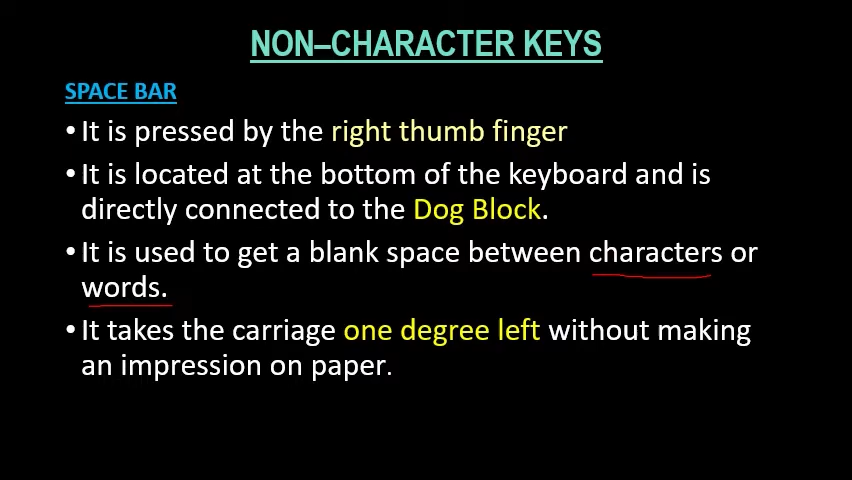 NON–CHARACTER KEYS
SPACE BAR
• It is pressed by the right thumb finger
• It is located at the bottom of the keyboard and is
directly connected to the Dog Block.
• It is used to get a blank space between characters or
words.
• It takes the carriage one degree left without making
an impression on paper.